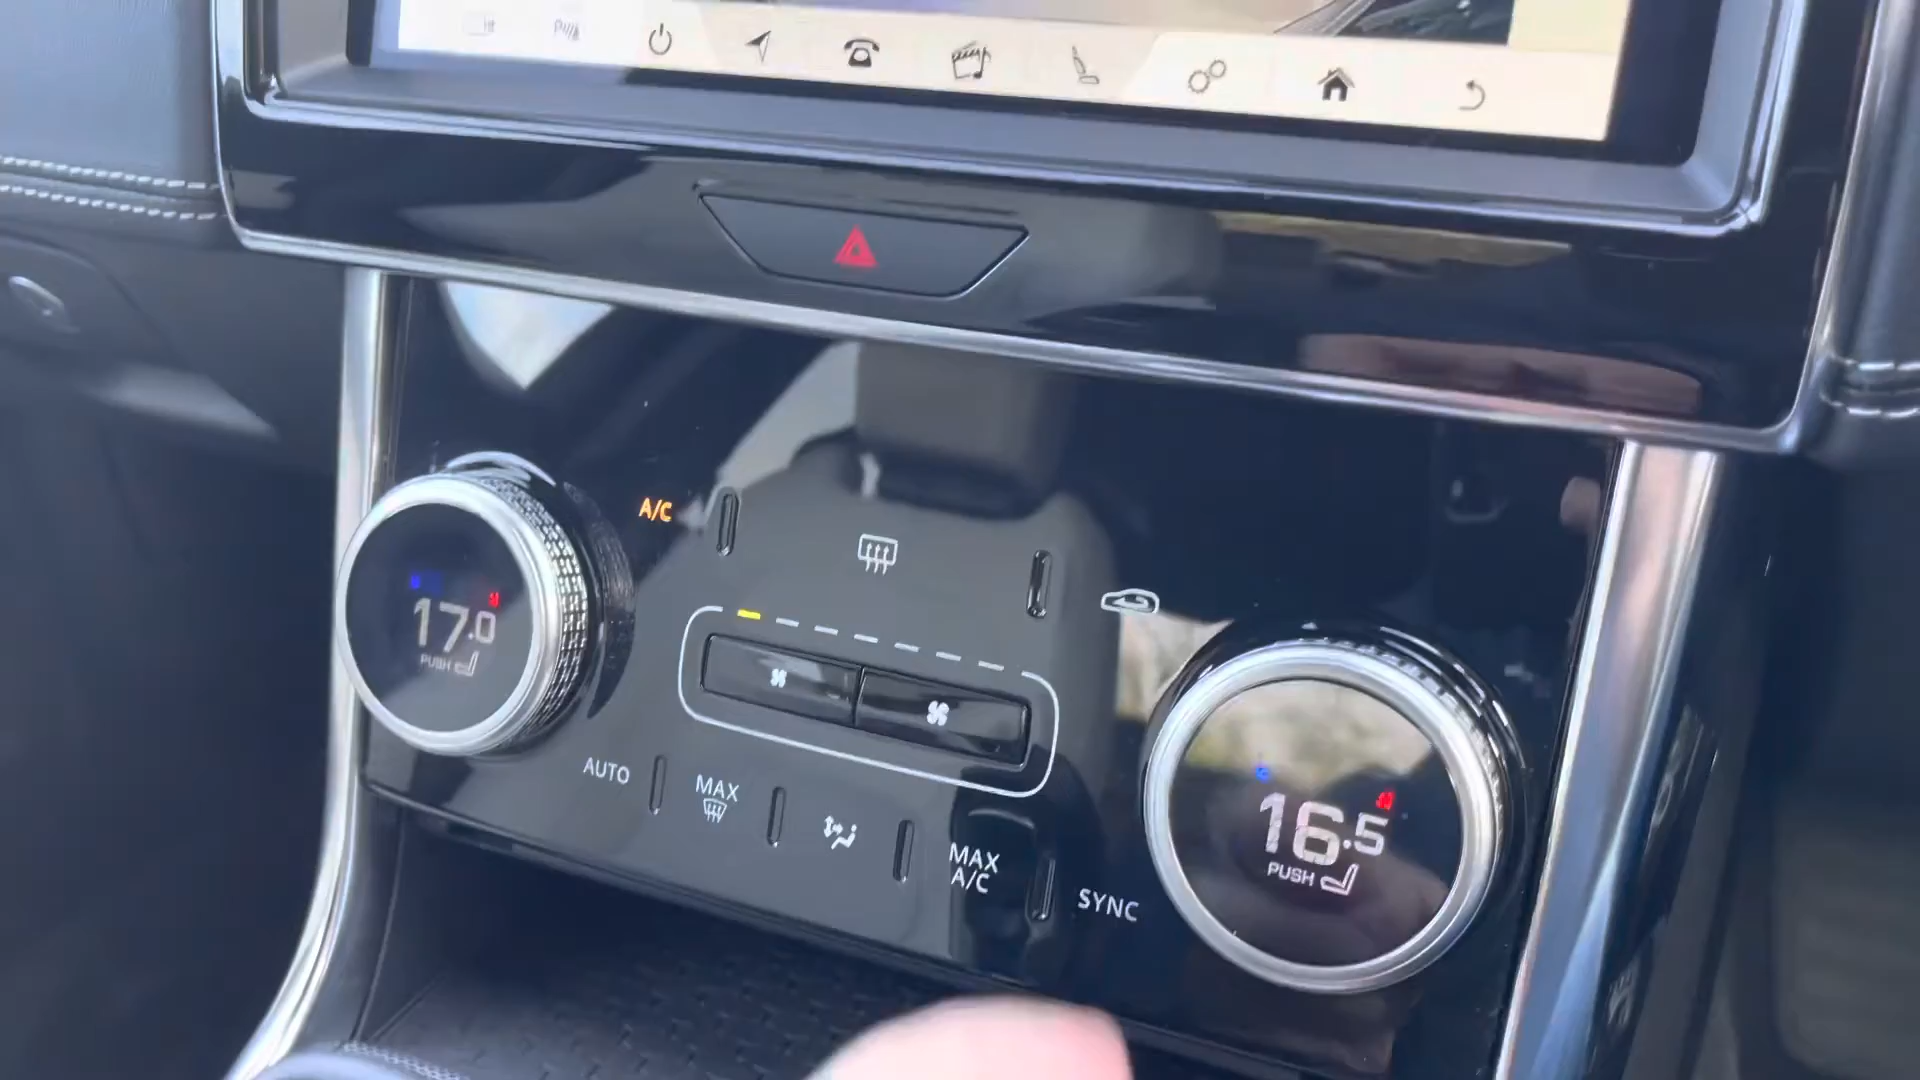 A/C
17.0
PUSH
AUTO
MAX
MAX
A/C
SYNC
16.5
PUSH